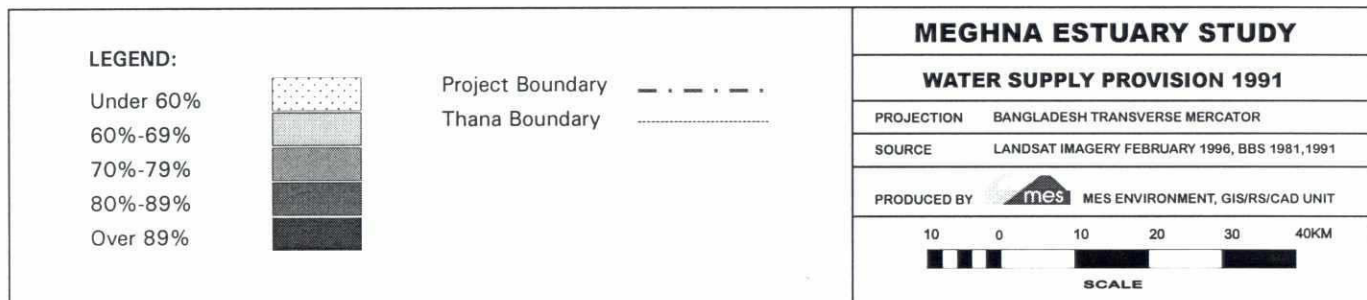 LEGEND:
Under 60%
60%-69%
70%-79%
80%-89%
Over 89%
Project Boundary
Thana Boundary
MEGHNA ESTUARY STUDY
WATER SUPPLY PROVISION 1991
PROJECTION BANGLADESH TRANSVERSE MERCATOR
SOURCE LANDSAT IMAGERY FEBRUARY 1996, BBS 1981,1991
PRODUCED BY mes MES ENVIRONMENT, GIS/RS/CAD UNIT
10 0 10 20 30 40KM
SCALE